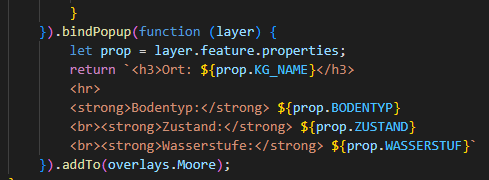 }
}).bindPopup(function (layer) {
let prop = layer.feature.properties;
return `<h3>Ort: ${prop.KG_NAME}</h3>
<hr>
<strong>Bodentyp:</strong> ${prop.BODENTYP}
<br><strong>Zustand:</strong> ${prop.ZUSTAND}
<br><strong>Wasserstufe:</strong> ${prop.WASSERSTUF}`
}).addTo(overlays.Moore);